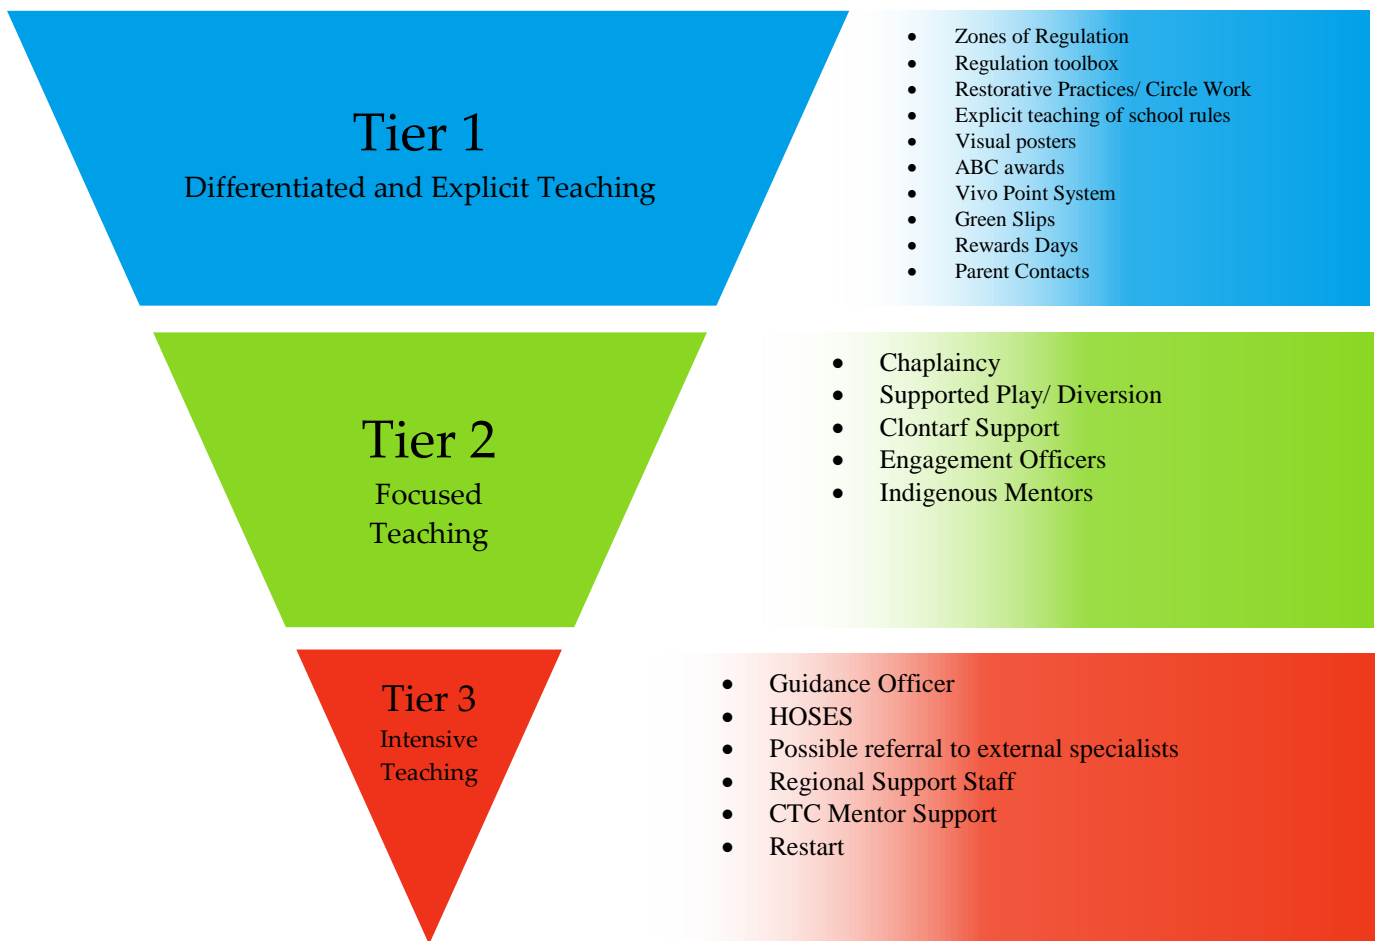 Tier 1
Differentiated and Explicit Teaching
• Zones of Regulation
• Regulation toolbox
• Restorative Practices/ Circle Work
• Explicit teaching of school rules
• Visual posters
• ABC awards
• Vivo Point System
• Green Slips
• Rewards Days
• Parent Contacts
Tier 2
Focused
Teaching
• Chaplaincy
• Supported Play/ Diversion
• Clontarf Support
• Engagement Officers
• Indigenous Mentors
Tier 3
Intensive
Teaching
• Guidance Officer
• HOSES
• Possible referral to external specialists
• Regional Support Staff
• CTC Mentor Support
• Restart